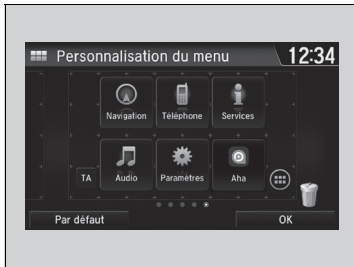 Personnalisation du menu 12:34
Navigation Téléphone Services
TA Audio Paramètres Aha
Par défaut OK